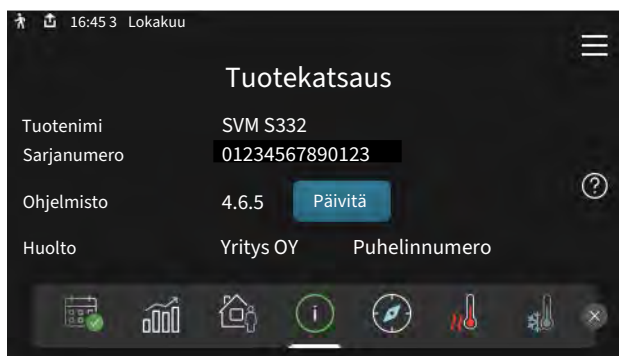 16:45 3 Lokakuu
Tuotekatsaus
Tuotenimi SVM S332
Sarjanumero 01234567890123
Ohjelmisto 4.6.5 Päivitä
Huolto Yritys OY Puhelinnumero